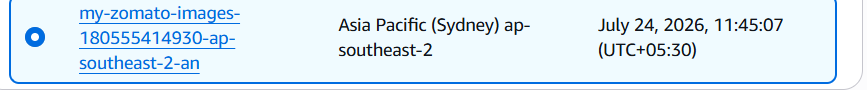 my-zomato-images-
180555414930-ap-
southeast-2-an
Asia Pacific (Sydney) ap-
southeast-2
July 24, 2026, 11:45:07
(UTC+05:30)